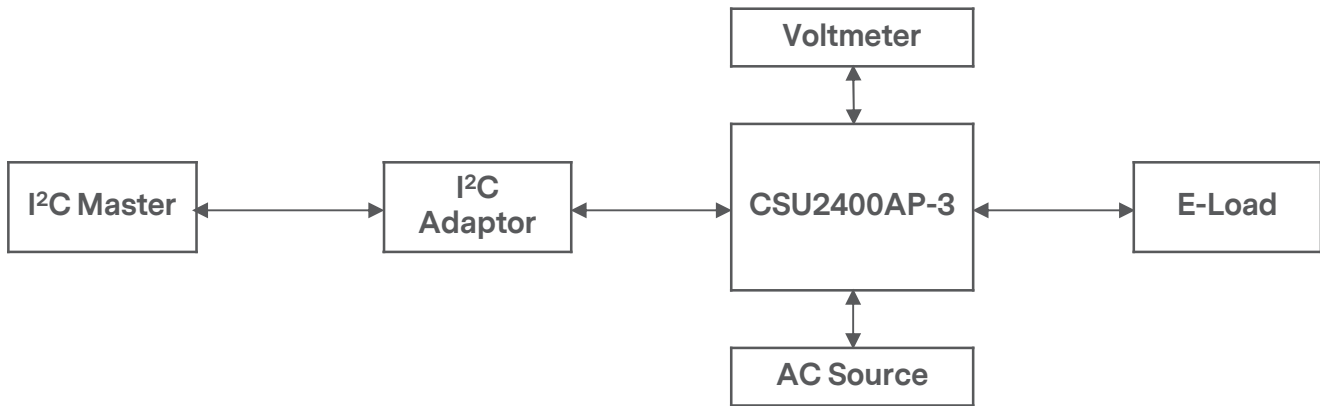 Voltmeter
I²C Master
I²C
Adaptor
CSU2400AP-3
E-Load
AC Source